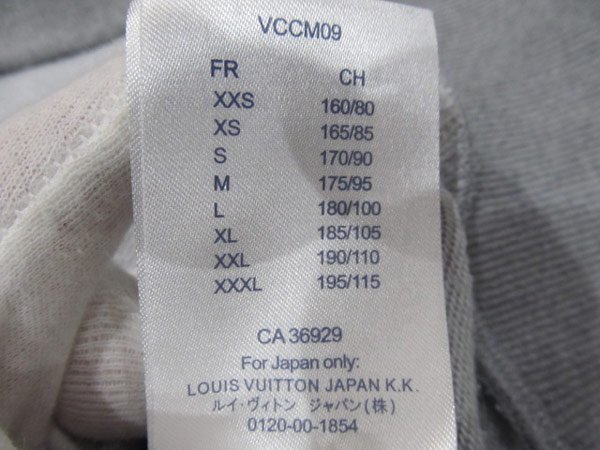 VCCM09
FR CH
XXS 160/80
XS 165/85
S 170/90
M 175/95
L 180/100
XL 185/105
XXL 190/110
XXXL 195/115
CA 36929
For Japan only:
LOUIS VUITTON JAPAN K.K.
ルイ・ヴィトン ジャパン(株)
0120-00-1854